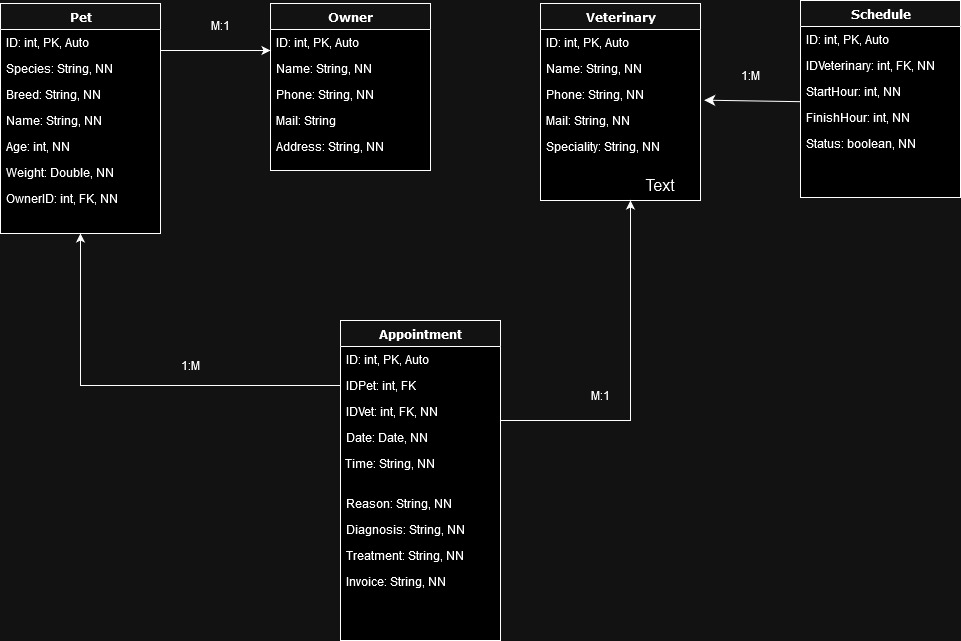 Pet
ID: int, PK, Auto
Species: String, NN
Breed: String, NN
Name: String, NN
Age: int, NN
Weight: Double, NN
OwnerID: int, FK, NN
M:1
Owner
ID: int, PK, Auto
Name: String, NN
Phone: String, NN
Mail: String
Address: String, NN
Veterinary
ID: int, PK, Auto
Name: String, NN
Phone: String, NN
Mail: String, NN
Speciality: String, NN
Text
1:M
Schedule
ID: int, PK, Auto
IDVeterinary: int, FK, NN
StartHour: int, NN
FinishHour: int, NN
Status: boolean, NN
1:M
Appointment
ID: int, PK, Auto
IDPet: int, FK
IDVet: int, FK, NN
Date: Date, NN
Time: String, NN
Reason: String, NN
Diagnosis: String, NN
Treatment: String, NN
Invoice: String, NN
M:1